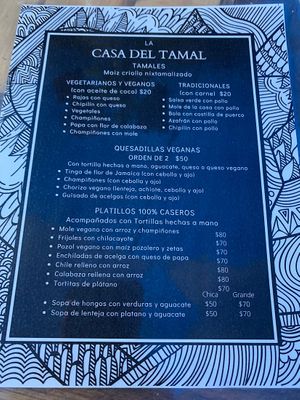 LA
CASA DEL TAMAL
TAMALES
Maíz criollo nixtamalizado
VEGETARIANOS Y VEGANOS
(con aceite de coco) $20
• Rajas con queso
• Chipilín con queso
• Vegetales
• Champiñones
• Papa con flor de calabaza
• Champiñones con mole
TRADICIONALES
(con carne) $20
• Salsa verde con pollo
• Mole de la casa con pollo
• Bola con costilla de puerco
• Azafrán con pollo
• Chipilín con pollo
QUESADILLAS VEGANAS
ORDEN DE 2 $50
Con tortilla hechas a mano, aguacate, queso o queso vegano
• Tinga de flor de Jamaica (con cebolla y ajo)
• Champiñones (con cebolla y ajo)
• Chorizo vegano (lenteja, achiote, cebolla y ajo)
• Guisado de acelgas (con cebolla y ajo)
PLATILLOS 100% CASEROS
Acompañados con Tortillas hechas a mano
• Mole vegano con arroz y champiñones $80
• Frijoles con chilacayote $70
• Pozol vegano con maíz pózolero y zetas $70
• Enchiladas de acelga con queso de papa $70
• Chile relleno con arroz $70
• Calabaza relleno con arroz $70
• Tortitas de plátano $70
Chica Grande
• Sopa de hongos con verduras y aguacate $50 $70
• Sopa de lenteja con platano y aguacate $50 $70